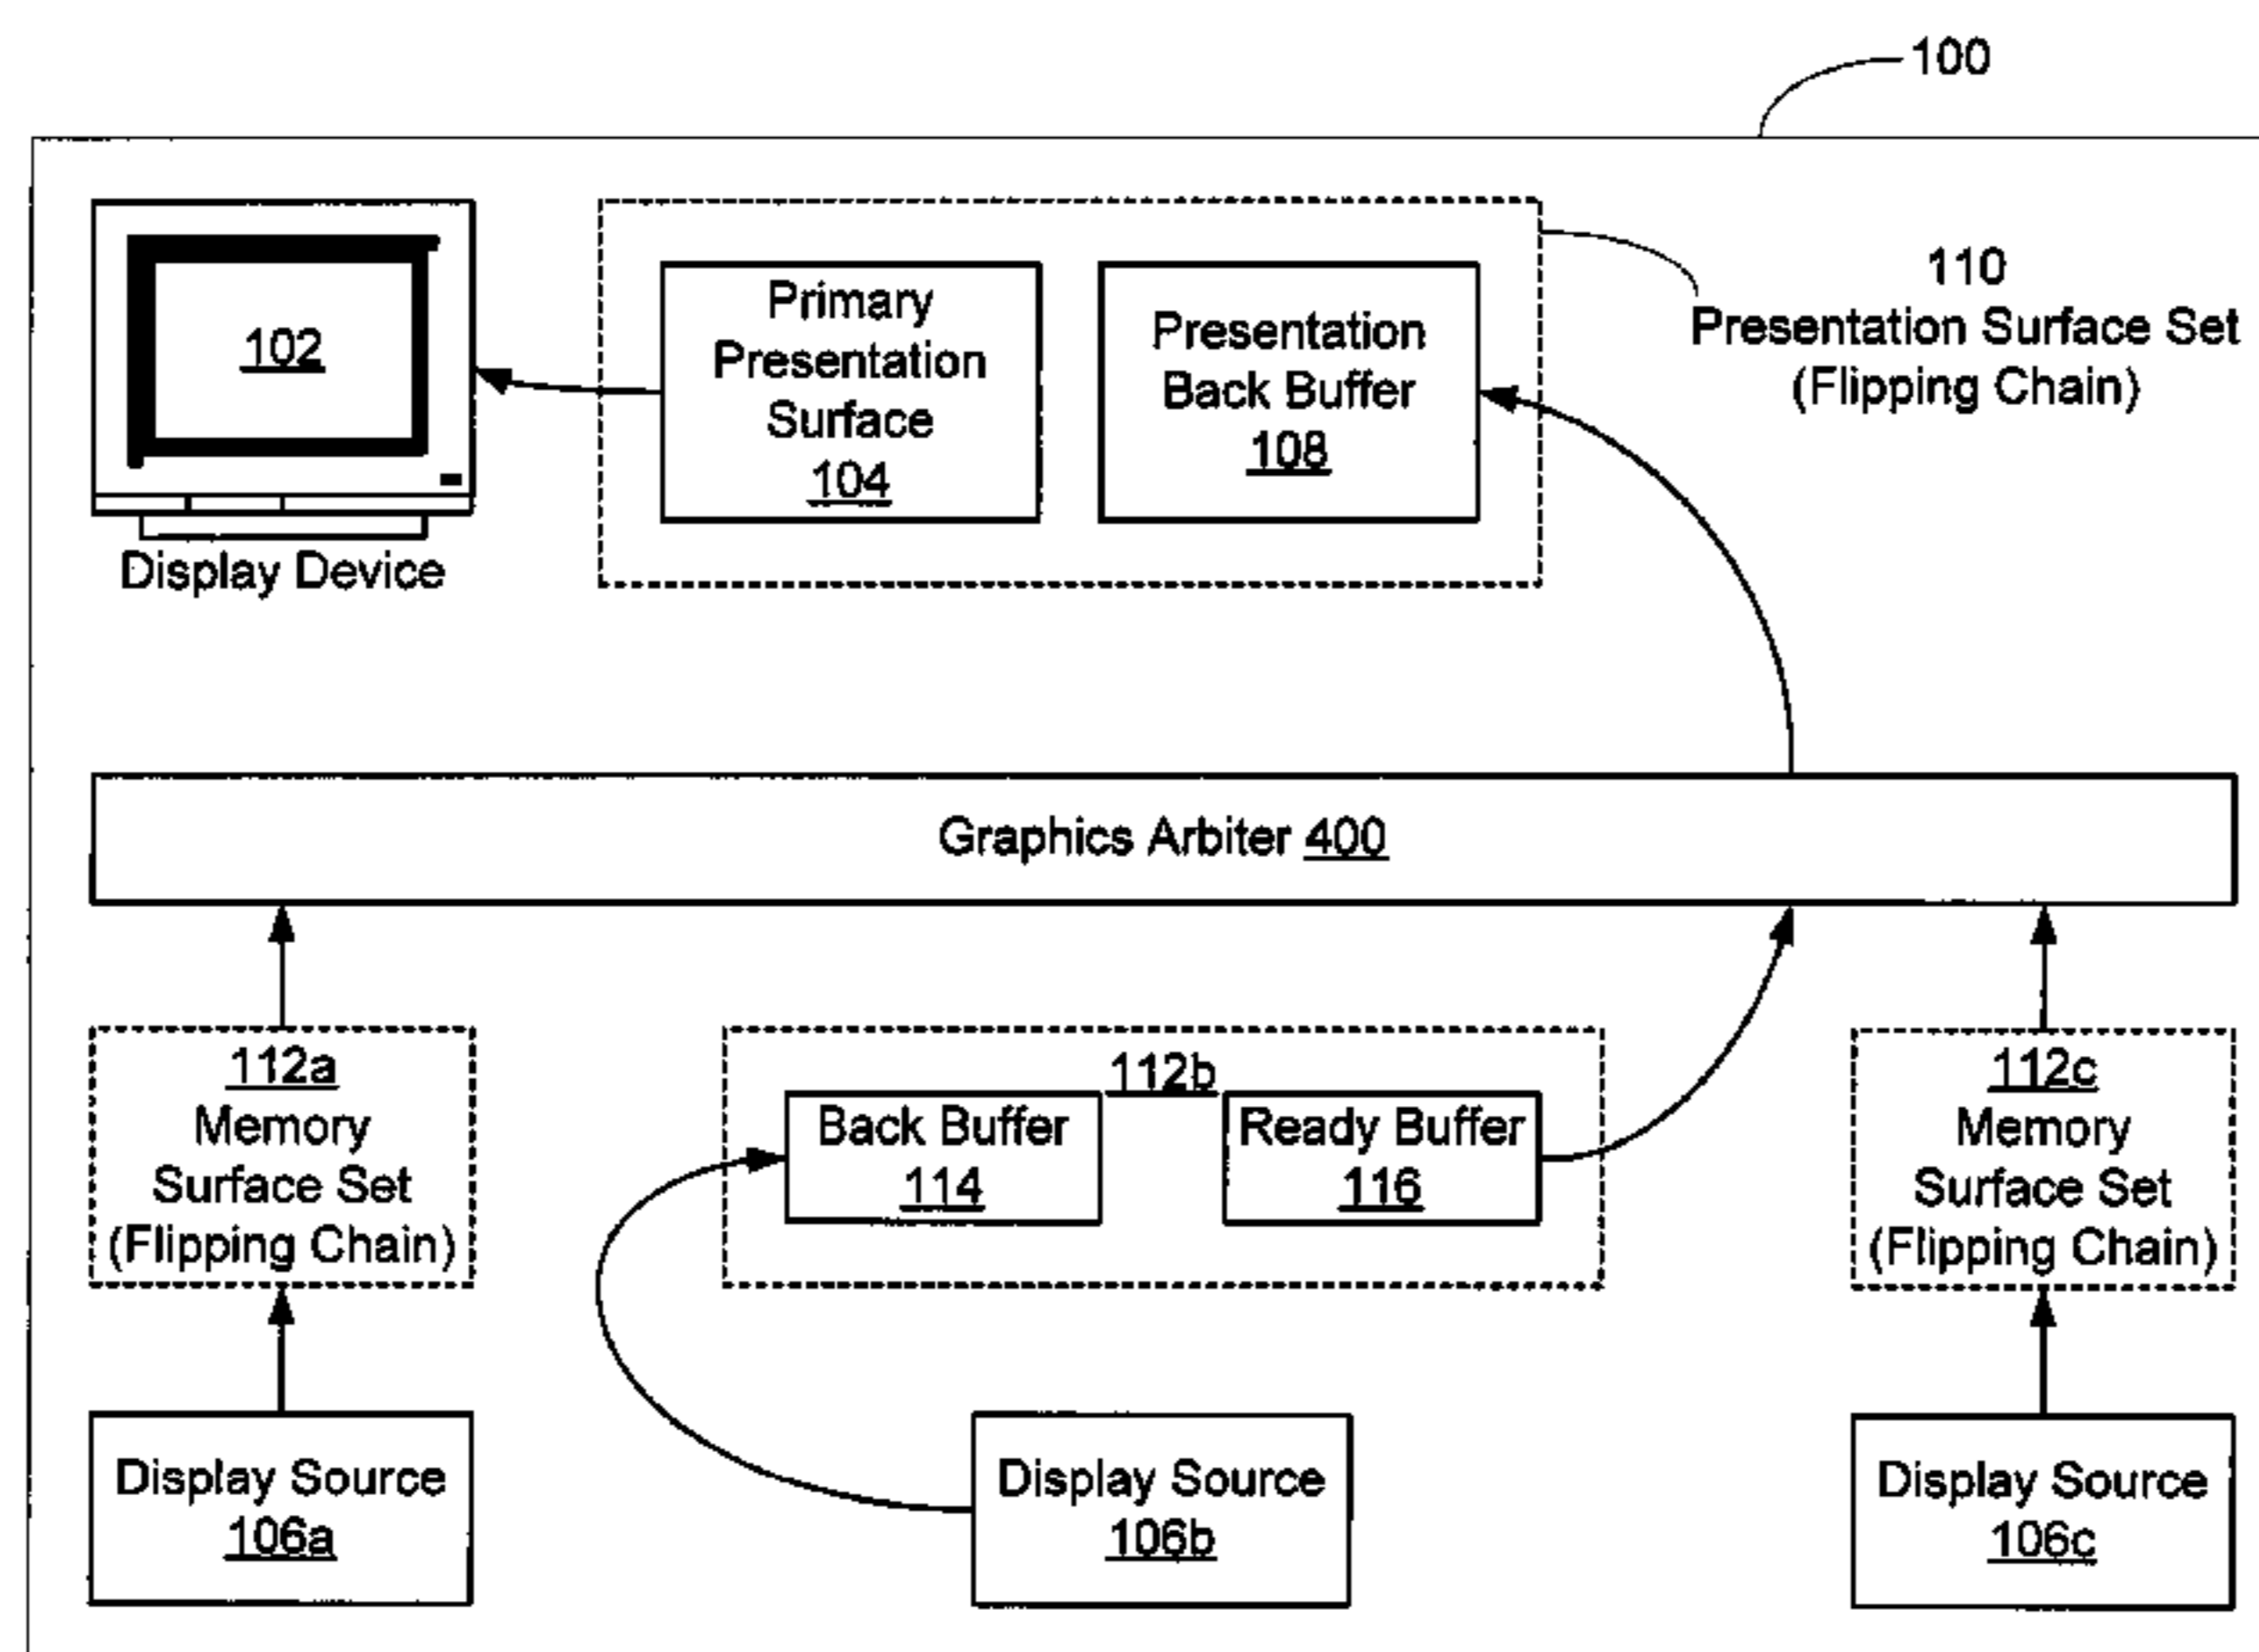 100
102
Display Device
Primary
Presentation
Surface
104
Presentation
Back Buffer
108
110
Presentation Surface Set
(Flipping Chain)
Graphics Arbiter 400
112a
Memory
Surface Set
(Flipping Chain)
112b
Back Buffer
114
Ready Buffer
116
112c
Memory
Surface Set
(Flipping Chain)
Display Source
106a
Display Source
106b
Display Source
106c